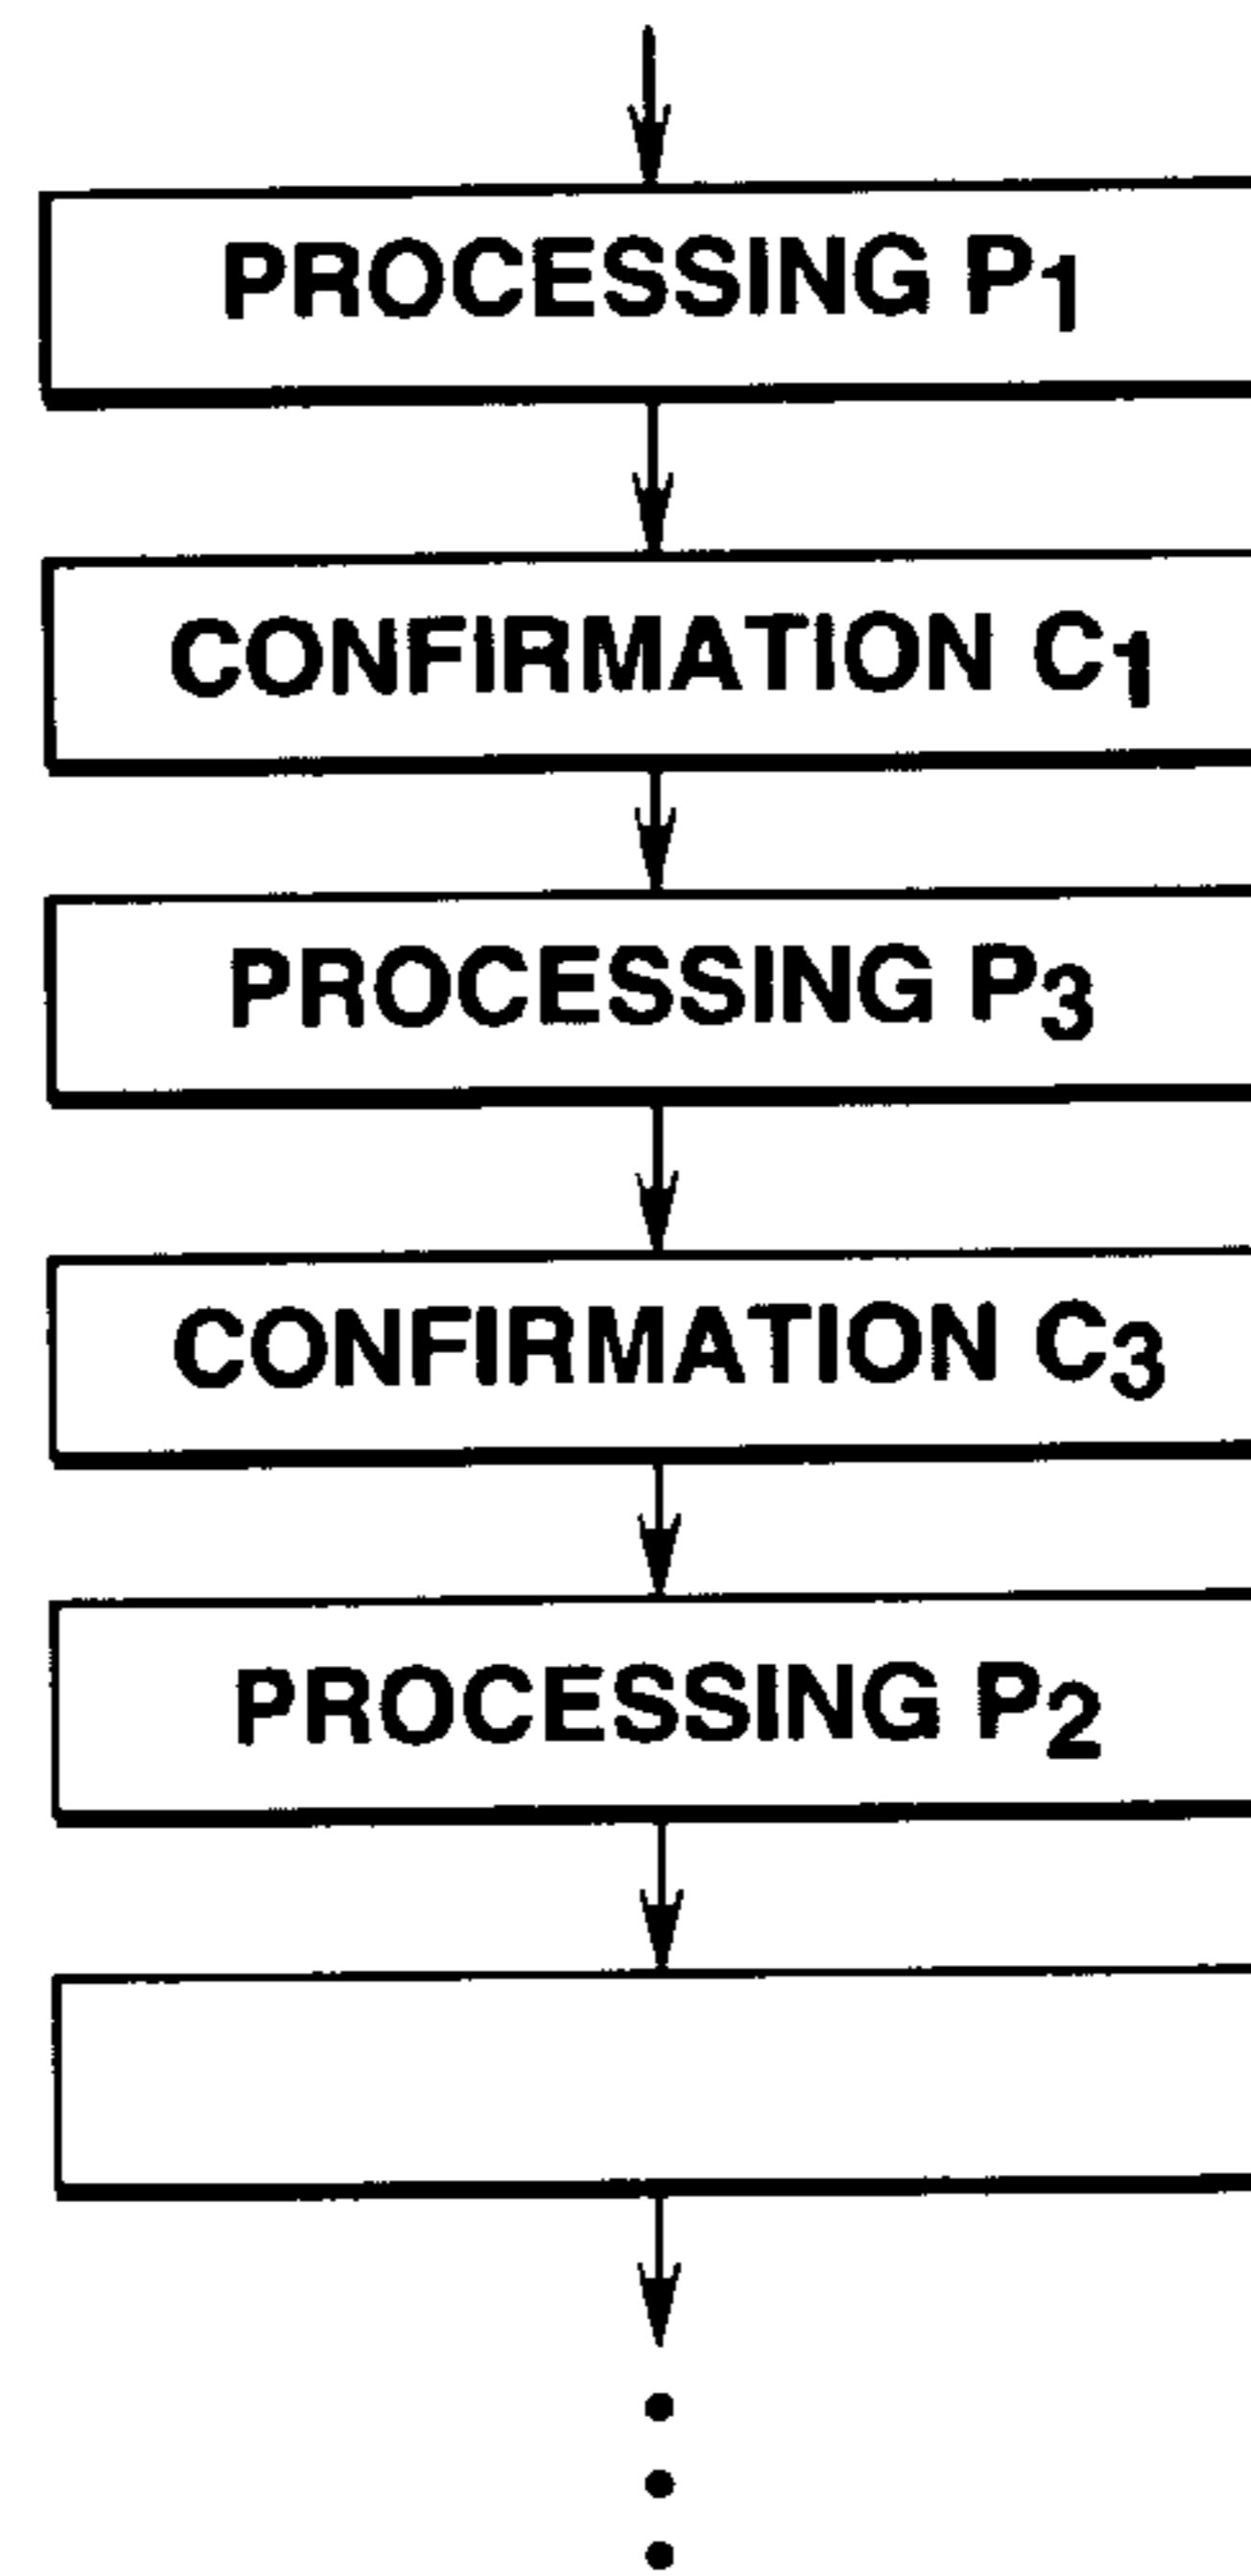 PROCESSING P1
CONFIRMATION C1
PROCESSING P3
CONFIRMATION C3
PROCESSING P2